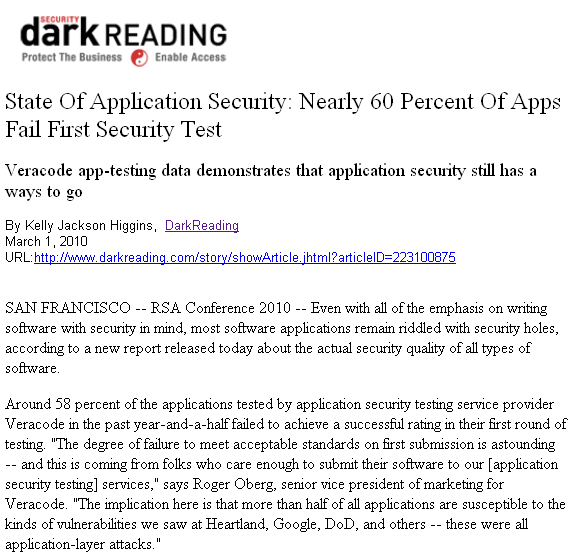 SECURITY
dark READING
Protect The Business Enable Access
State Of Application Security: Nearly 60 Percent Of Apps
Fail First Security Test
Veracode app-testing data demonstrates that application security still has a
ways to go
By Kelly Jackson Higgins, DarkReading
March 1, 2010
URL:http://www.darkreading.com/story/showArticle.jhtml?articleID=223100875
SAN FRANCISCO -- RSA Conference 2010 -- Even with all of the emphasis on writing
software with security in mind, most software applications remain riddled with security holes,
according to a new report released today about the actual security quality of all types of
software.
Around 58 percent of the applications tested by application security testing service provider
Veracode in the past year-and-a-half failed to achieve a successful rating in their first round of
testing. "The degree of failure to meet acceptable standards on first submission is astounding
-- and this is coming from folks who care enough to submit their software to our [application
security testing] services," says Roger Oberg, senior vice president of marketing for
Veracode. "The implication here is that more than half of all applications are susceptible to the
kinds of vulnerabilities we saw at Heartland, Google, DoD, and others -- these were all
application-layer attacks."